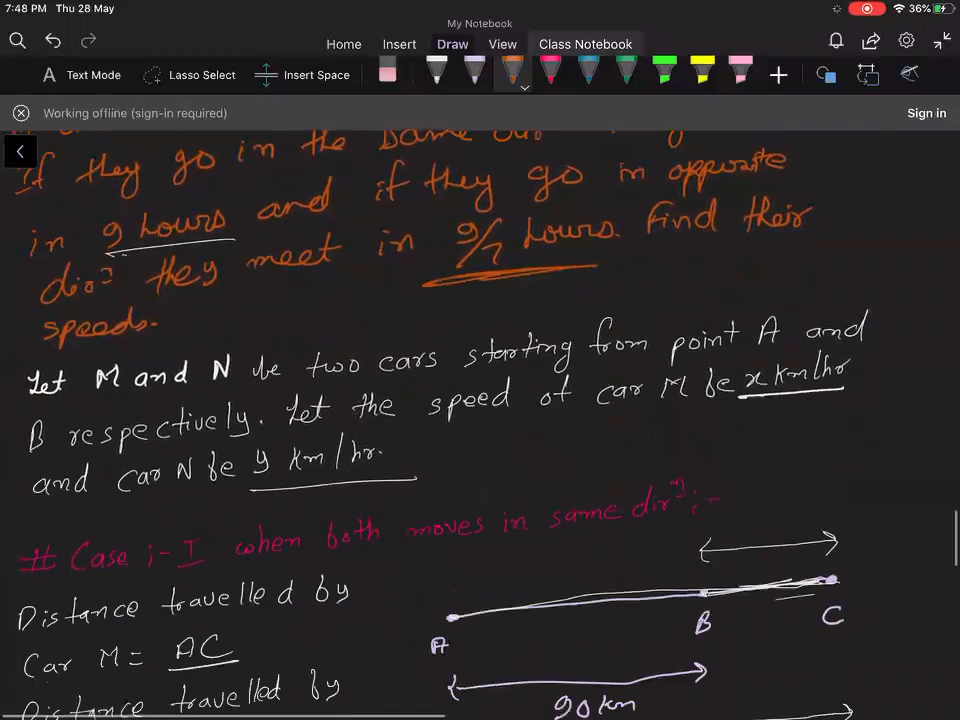 7:48 PM Thu 28 May
36%
My Notebook
Home Insert Draw View Class Notebook
Text Mode Lasso Select Insert Space
Working offline (sign-in required) Sign in
If they go in the same
in 9 hours and if they go in opposite
dirⁿ they meet in 9/7 hours. Find their
speeds.
Let M and N be two cars starting from point A and
B respectively. Let the speed of car M be x km/hr
and car N be y km/hr.
# Case :- I when both moves in same dirⁿ :-
Distance travelled by
Car M = AC
Distance travelled by
A B C
90 km